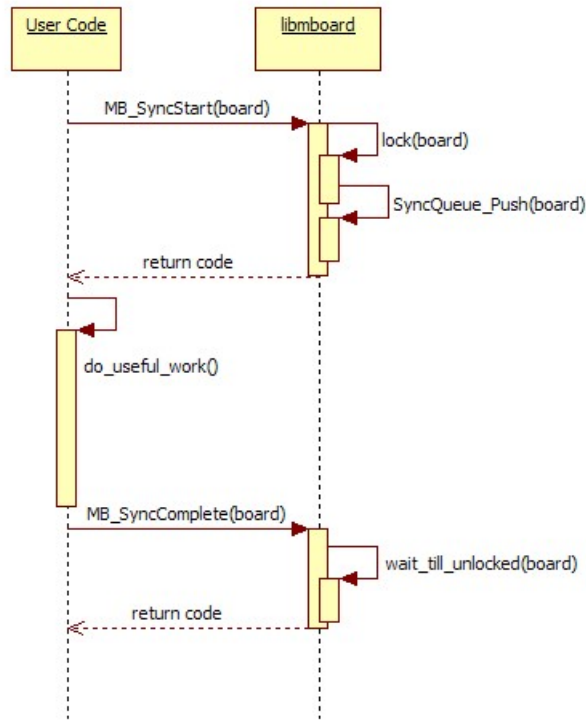 User Code
libmboard
MB_SyncStart(board)
lock(board)
SyncQueue_Push(board)
return code
do_useful_work()
MB_SyncComplete(board)
wait_till_unlocked(board)
return code